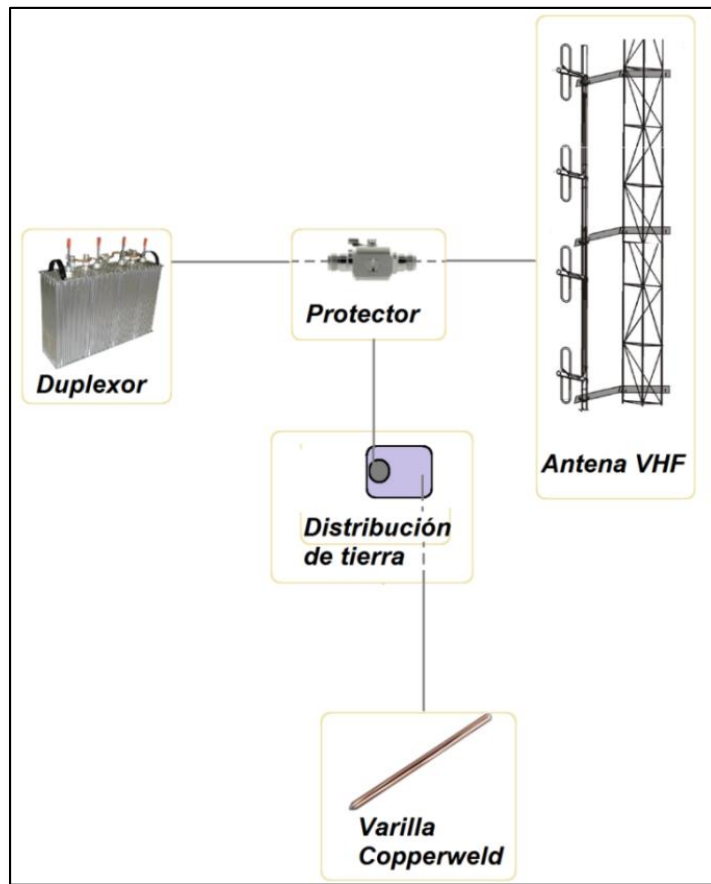 Duplexor
Protector
Antena VHF
Distribución
de tierra
Varilla
Copperweld